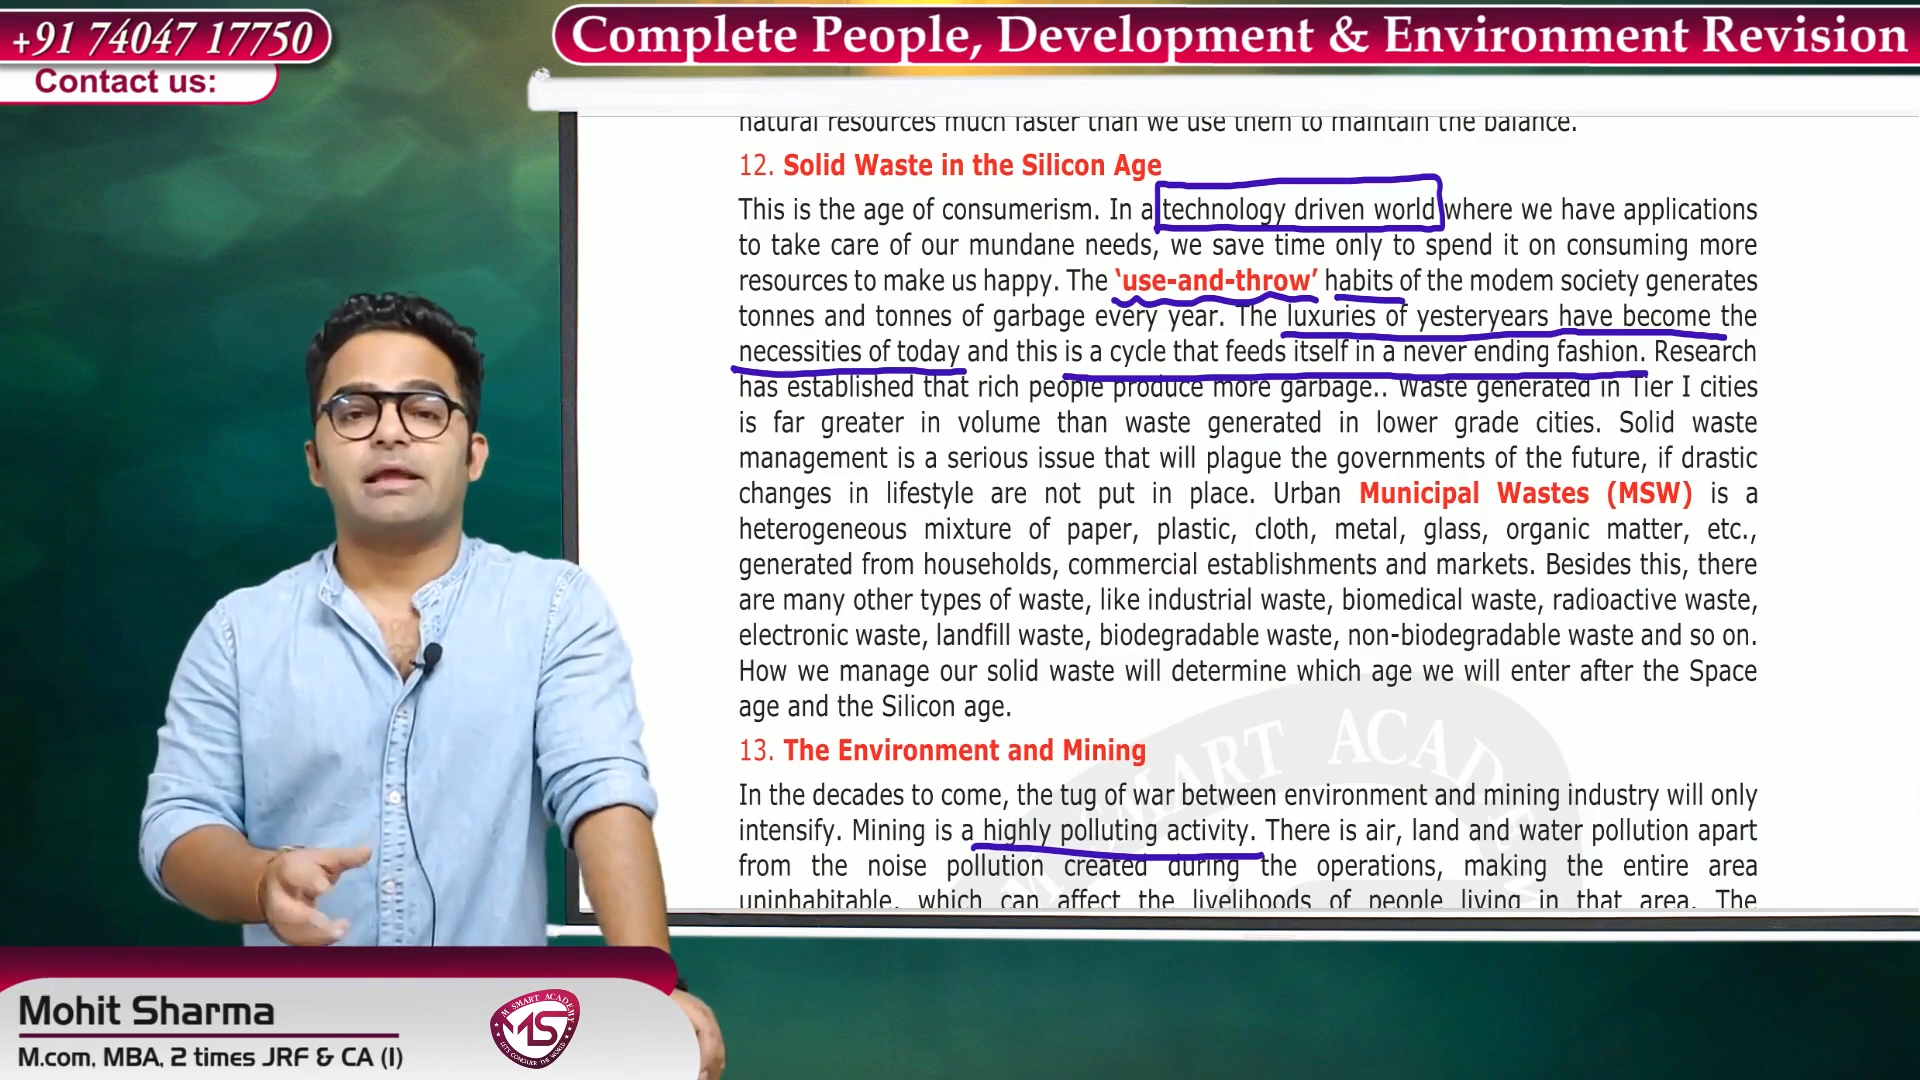 +91 74047 17750
Contact us:
Complete People, Development & Environment Revision
natural resources much faster than we use them to maintain the balance.
12. Solid Waste in the Silicon Age
This is the age of consumerism. In a technology driven world where we have applications
to take care of our mundane needs, we save time only to spend it on consuming more
resources to make us happy. The ‘use-and-throw’ habits of the modem society generates
tonnes and tonnes of garbage every year. The luxuries of yesteryears have become the
necessities of today and this is a cycle that feeds itself in a never ending fashion. Research
has established that rich people produce more garbage.. Waste generated in Tier I cities
is far greater in volume than waste generated in lower grade cities. Solid waste
management is a serious issue that will plague the governments of the future, if drastic
changes in lifestyle are not put in place. Urban Municipal Wastes (MSW) is a
heterogeneous mixture of paper, plastic, cloth, metal, glass, organic matter, etc.,
generated from households, commercial establishments and markets. Besides this, there
are many other types of waste, like industrial waste, biomedical waste, radioactive waste,
electronic waste, landfill waste, biodegradable waste, non-biodegradable waste and so on.
How we manage our solid waste will determine which age we will enter after the Space
age and the Silicon age.
13. The Environment and Mining
In the decades to come, the tug of war between environment and mining industry will only
intensify. Mining is a highly polluting activity. There is air, land and water pollution apart
from the noise pollution created during the operations, making the entire area
uninhabitable, which can affect the livelihoods of people living in that area. The
M SMART ACADEM
Mohit Sharma
M.com, MBA, 2 times JRF & CA (I)
M SMART ACADEMY
MS
LETS CONQUER THE WORLD